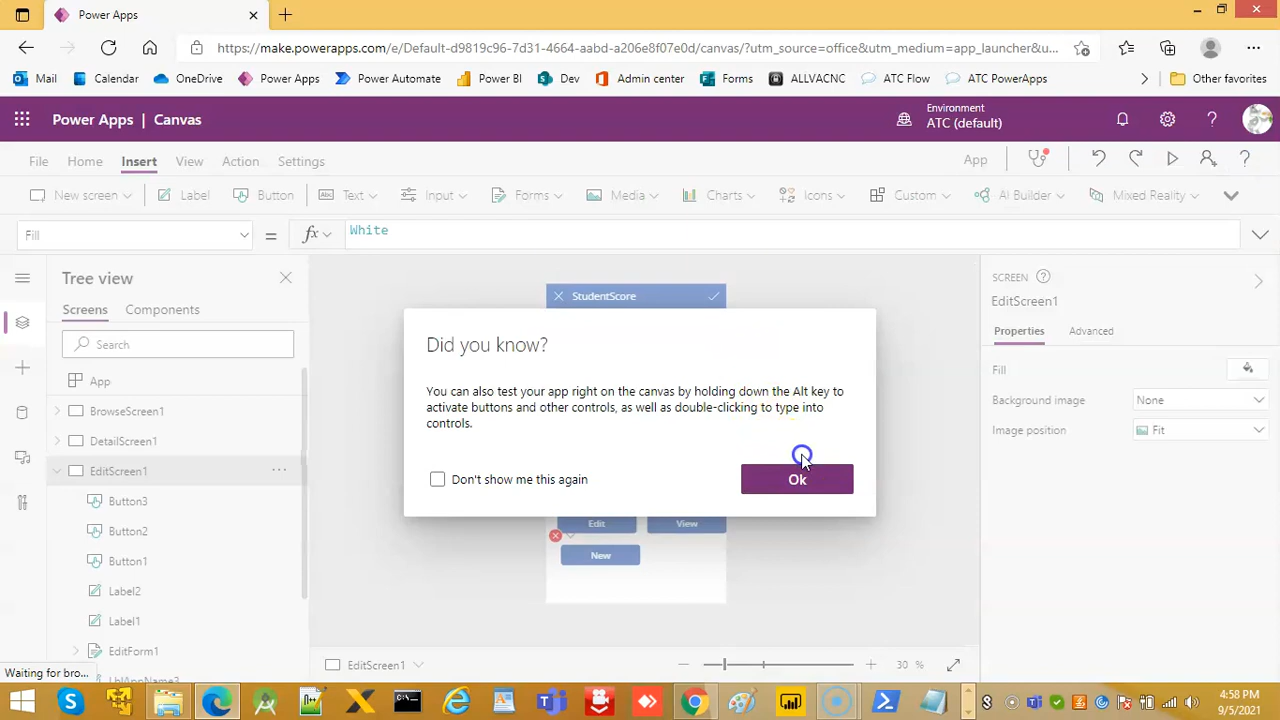 Power Apps
https://make.powerapps.com/e/Default-d9819c96-7d31-4464-aabd-a206e8f07e0d/canvas/?utm_source=office&utm_medium=app_launcher&u...
Mail Calendar OneDrive Power Apps Power Automate Power BI Dev Admin center Forms ALLVACNC ATC Flow ATC PowerApps Other favorites
Power Apps | Canvas
Environment
ATC (default)
File Home Insert View Action Settings App
New screen Label Button Text Input Forms Media Charts Icons Custom AI Builder Mixed Reality
Fill = fx White
Tree view
Screens Components
Search
App
BrowseScreen1
DetailScreen1
EditScreen1
Button3
Button2
Button1
Label2
Label1
EditForm1
LblAppName3
StudentScore
Did you know?
You can also test your app right on the canvas by holding down the Alt key to
activate buttons and other controls, as well as double-clicking to type into
controls.
Don't show me this again
Ok
Edit View
New
SCREEN
EditScreen1
Properties Advanced
Fill
Background image None
Image position Fit
EditScreen1
30 %
Waiting for bro...
4:58 PM
9/5/2021